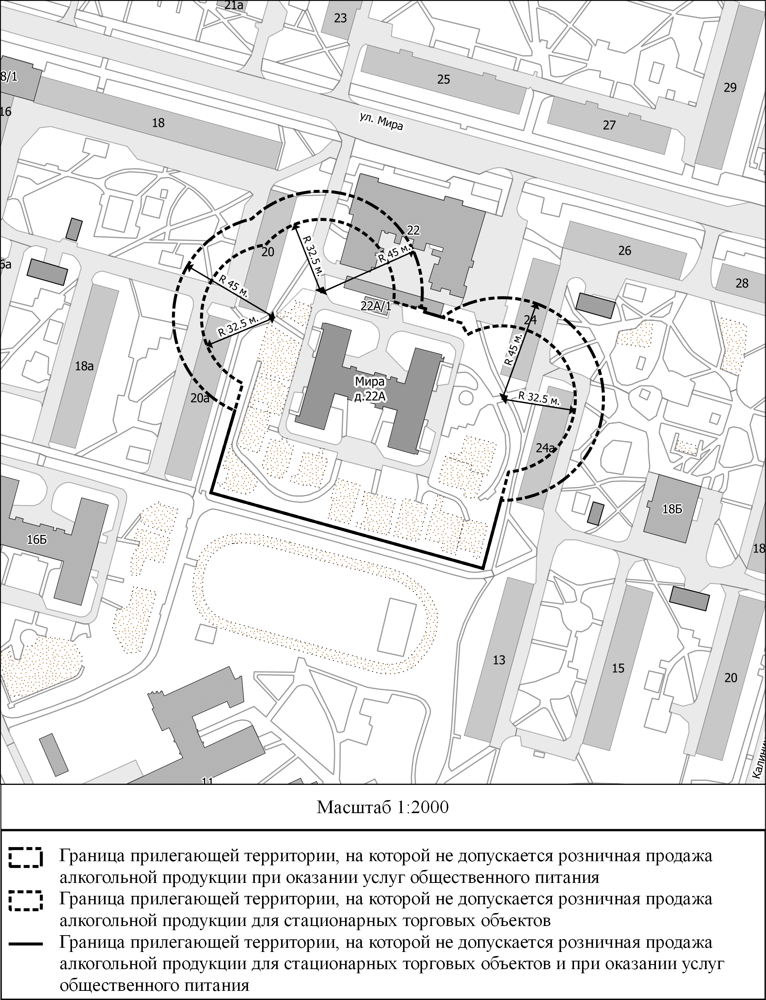 21а
23
25
29
8/1
16
18
ул. Мира
27
22
20
R 32.5 м.
R 45 м.
26
6а
28
R 45 м.
22А/1
R 32.5 м.
24
R 45 м.
18а
Мира
д.22А
20а
R 32.5 м.
24а
18Б
16Б
18
13
15
20
11
Масштаб 1:2000
Граница прилегающей территории, на которой не допускается розничная продажа
алкогольной продукции при оказании услуг общественного питания
Граница прилегающей территории, на которой не допускается розничная продажа
алкогольной продукции для стационарных торговых объектов
Граница прилегающей территории, на которой не допускается розничная продажа
алкогольной продукции для стационарных торговых объектов и при оказании услуг
общественного питания